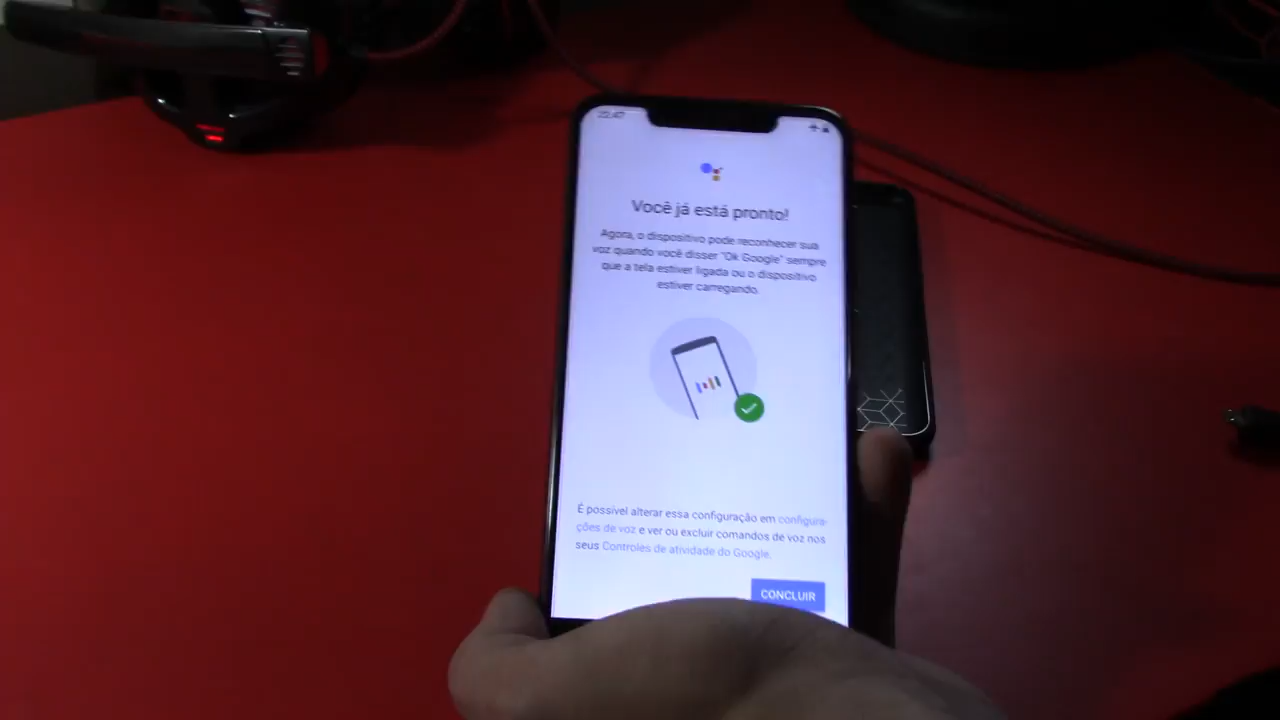 22:47
Você já está pronto!
Agora, o dispositivo pode reconhecer sua
voz quando você disser "Ok Google" sempre
que a tela estiver ligada ou o dispositivo
estiver carregando.
É possível alterar essa configuração em configura-
ções de voz e ver ou excluir comandos de voz nos
seus Controles de atividade do Google.
CONCLUIR